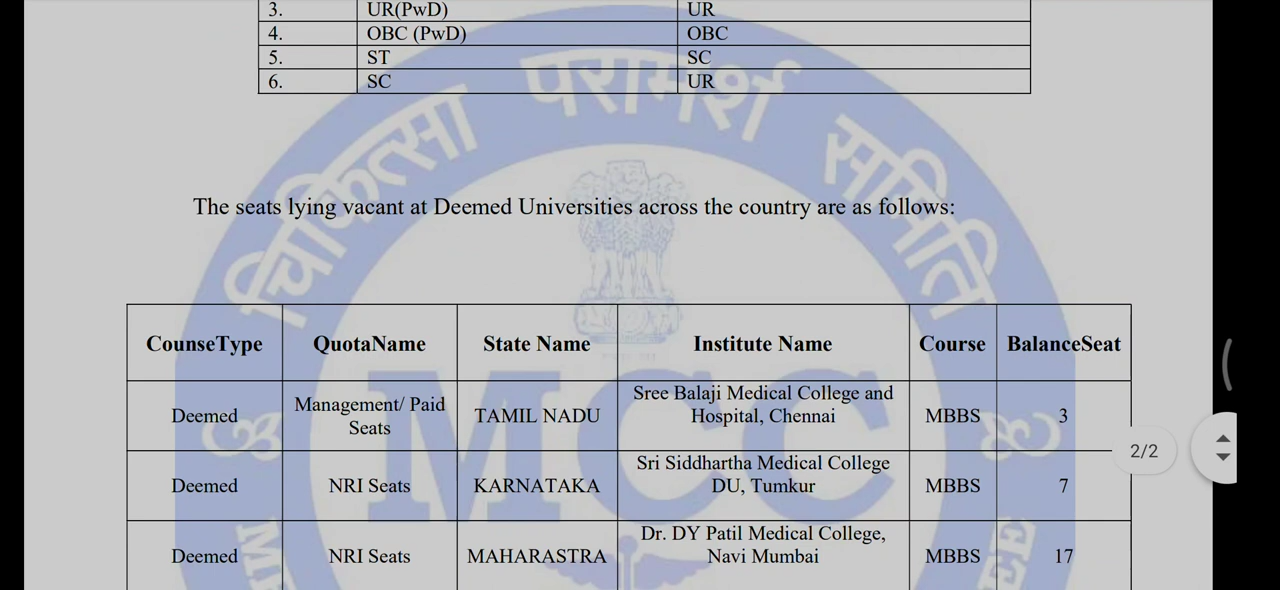 3. UR(PwD) UR
4. OBC (PwD) OBC
5. ST SC
6. SC UR
चिकित्सा परामर्श समिति
The seats lying vacant at Deemed Universities across the country are as follows:
CounseType QuotaName State Name Institute Name Course BalanceSeat
Deemed Management/ Paid Seats TAMIL NADU Sree Balaji Medical College and Hospital, Chennai MBBS 3
Deemed NRI Seats KARNATAKA Sri Siddhartha Medical College DU, Tumkur MBBS 7
Deemed NRI Seats MAHARASTRA Dr. DY Patil Medical College, Navi Mumbai MBBS 17
MCC
2/2